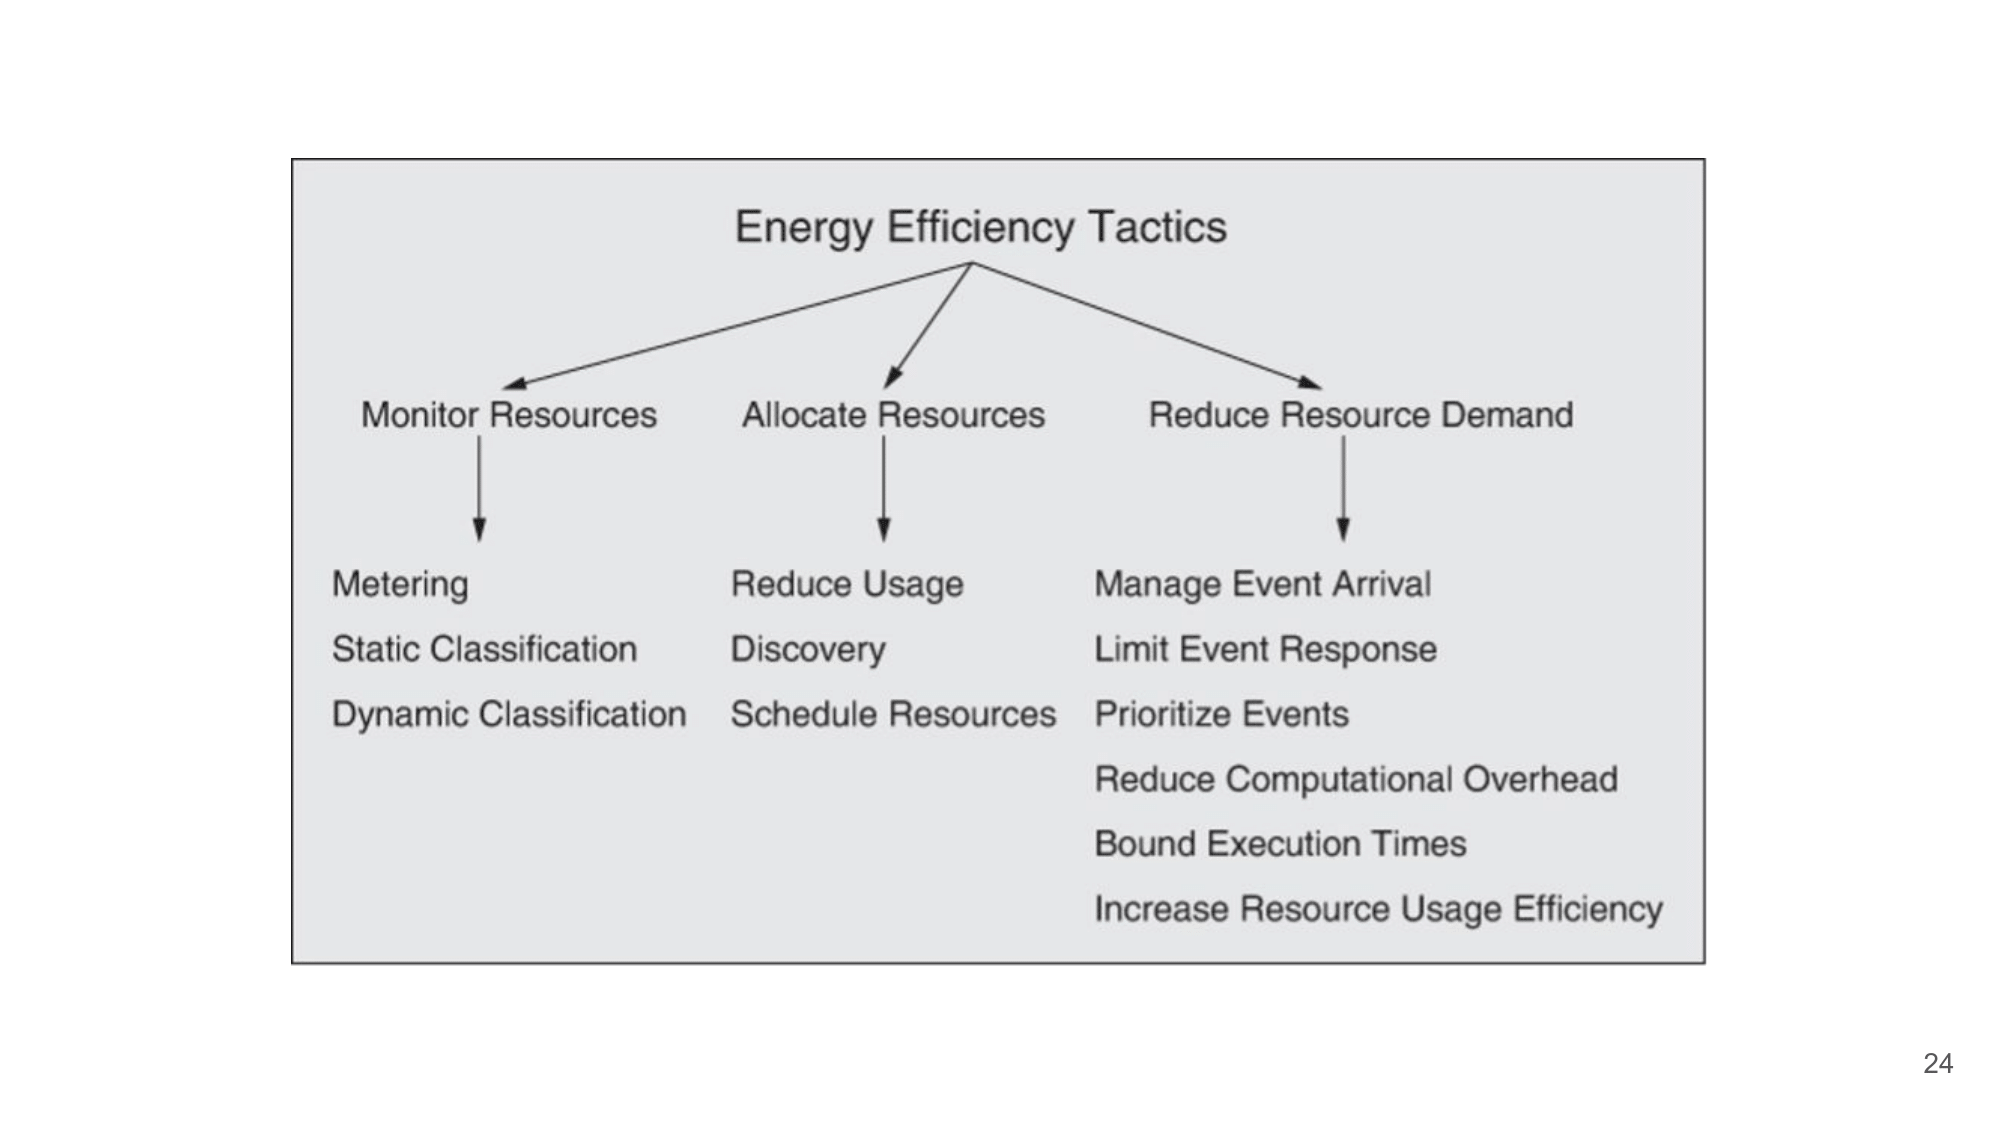 Energy Efficiency Tactics
Monitor Resources
Allocate Resources
Reduce Resource Demand
Metering
Static Classification
Dynamic Classification
Reduce Usage
Discovery
Schedule Resources
Manage Event Arrival
Limit Event Response
Prioritize Events
Reduce Computational Overhead
Bound Execution Times
Increase Resource Usage Efficiency
24